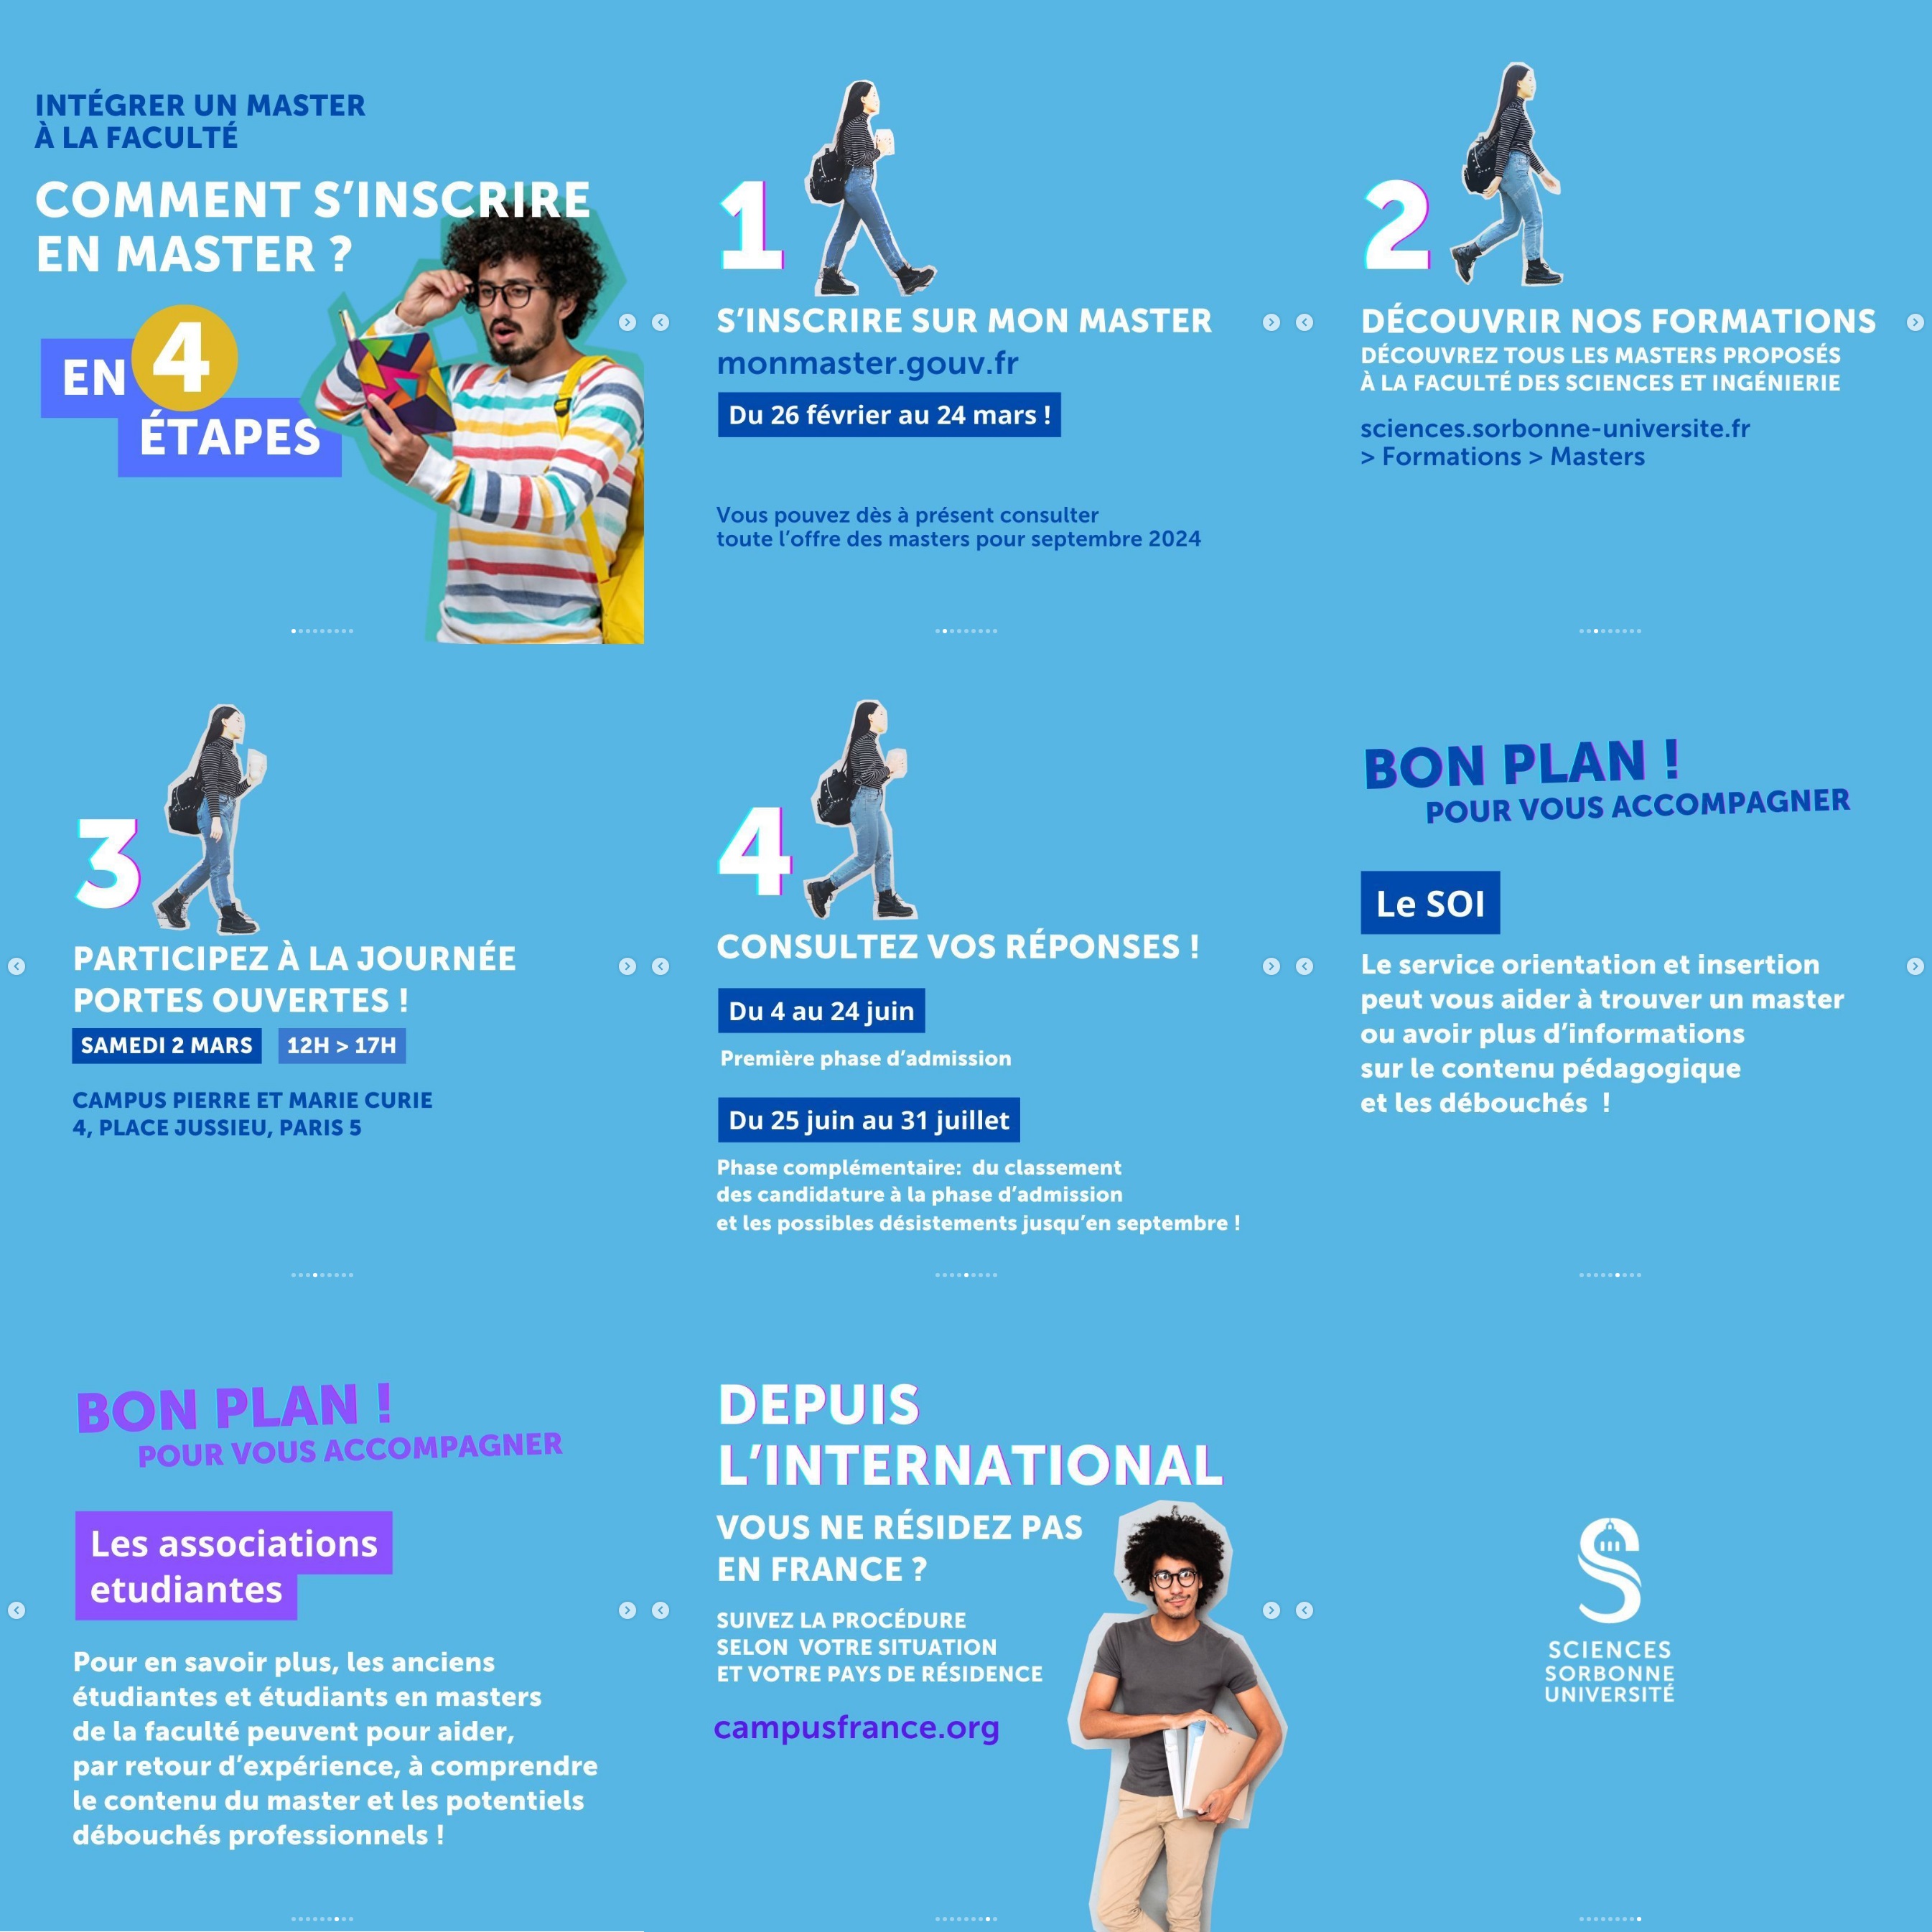 INTÉGRER UN MASTER
À LA FACULTÉ
COMMENT S'INSCRIRE
EN MASTER ?
EN 4
ÉTAPES
1
S'INSCRIRE SUR MON MASTER
monmaster.gouv.fr
Du 26 février au 24 mars !
Vous pouvez dès à présent consulter
toute l'offre des masters pour septembre 2024
2
DÉCOUVRIR NOS FORMATIONS
DÉCOUVREZ TOUS LES MASTERS PROPOSÉS
À LA FACULTÉ DES SCIENCES ET INGÉNIERIE
sciences.sorbonne-universite.fr
> Formations > Masters
3
PARTICIPEZ À LA JOURNÉE
PORTES OUVERTES !
SAMEDI 2 MARS 12H > 17H
CAMPUS PIERRE ET MARIE CURIE
4, PLACE JUSSIEU, PARIS 5
4
CONSULTEZ VOS RÉPONSES !
Du 4 au 24 juin
Première phase d'admission
Du 25 juin au 31 juillet
Phase complémentaire: du classement
des candidature à la phase d'admission
et les possibles désistements jusqu'en septembre !
BON PLAN !
POUR VOUS ACCOMPAGNER
Le SOI
Le service orientation et insertion
peut vous aider à trouver un master
ou avoir plus d'informations
sur le contenu pédagogique
et les débouchés !
BON PLAN !
POUR VOUS ACCOMPAGNER
Les associations
etudiantes
Pour en savoir plus, les anciens
étudiantes et étudiants en masters
de la faculté peuvent pour aider,
par retour d'expérience, à comprendre
le contenu du master et les potentiels
débouchés professionnels !
DEPUIS
L'INTERNATIONAL
VOUS NE RÉSIDEZ PAS
EN FRANCE ?
SUIVEZ LA PROCÉDURE
SELON VOTRE SITUATION
ET VOTRE PAYS DE RÉSIDENCE
campusfrance.org
SCIENCES
SORBONNE
UNIVERSITÉ